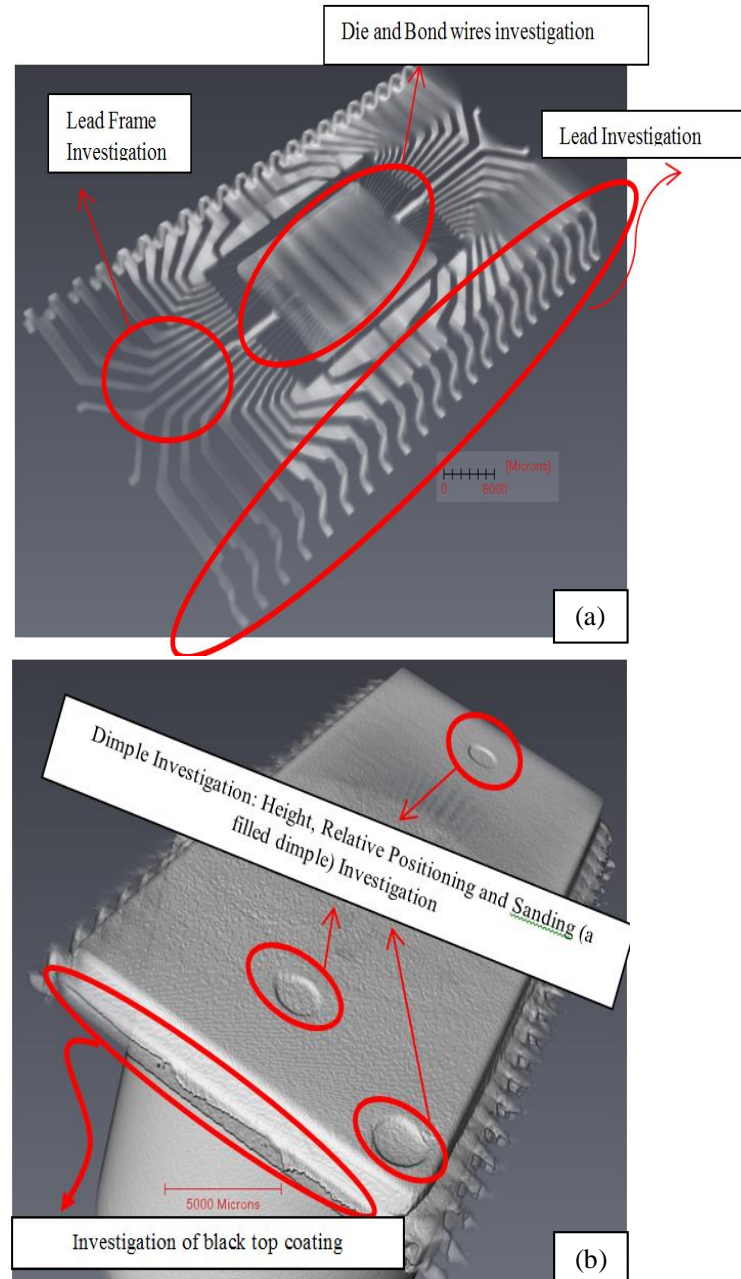 Die and Bond wires investigation
Lead Frame
Investigation
Lead Investigation
[Microns]
0 6000
(a)
Dimple Investigation: Height, Relative Positioning and Sanding (a
filled dimple) Investigation
5000 Microns
Investigation of black top coating
(b)